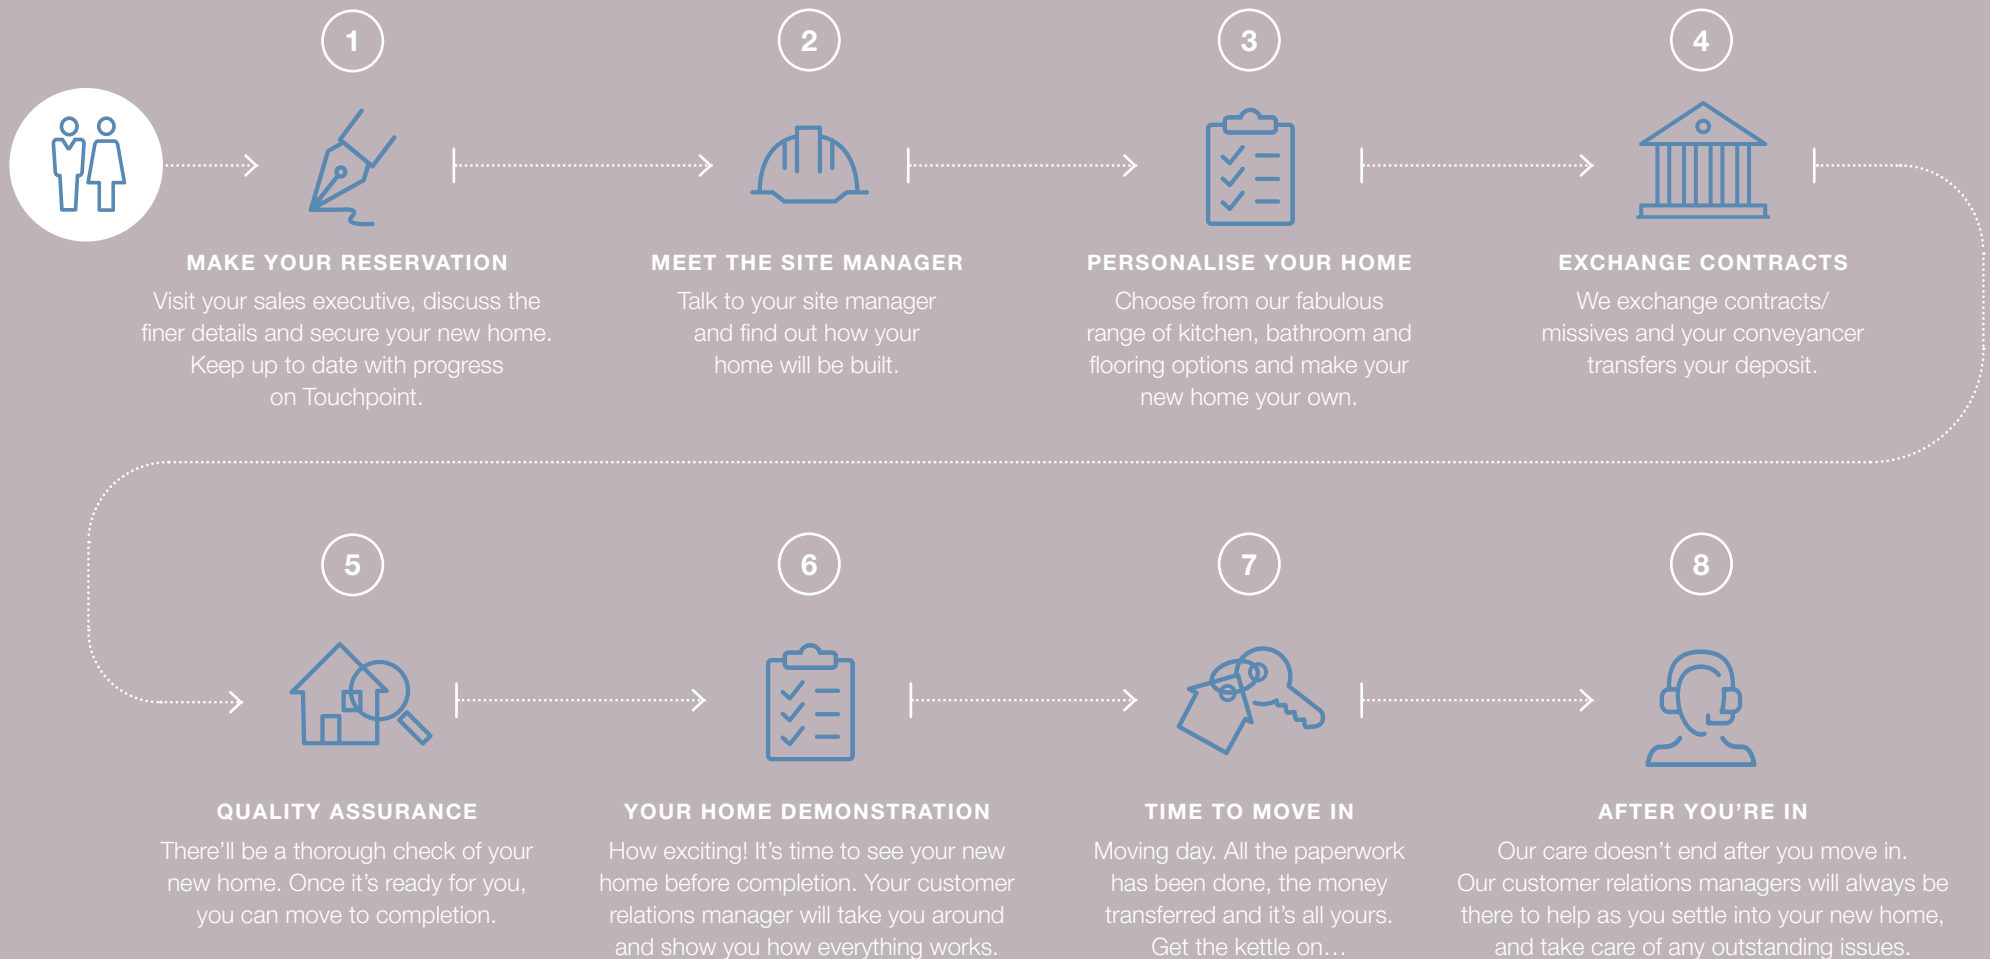 1
MAKE YOUR RESERVATION
Visit your sales executive, discuss the
finer details and secure your new home.
Keep up to date with progress
on Touchpoint.
2
MEET THE SITE MANAGER
Talk to your site manager
and find out how your
home will be built.
3
PERSONALISE YOUR HOME
Choose from our fabulous
range of kitchen, bathroom and
flooring options and make your
new home your own.
4
EXCHANGE CONTRACTS
We exchange contracts/
missives and your conveyancer
transfers your deposit.
5
QUALITY ASSURANCE
There’ll be a thorough check of your
new home. Once it’s ready for you,
you can move to completion.
6
YOUR HOME DEMONSTRATION
How exciting! It’s time to see your new
home before completion. Your customer
relations manager will take you around
and show you how everything works.
7
TIME TO MOVE IN
Moving day. All the paperwork
has been done, the money
transferred and it’s all yours.
Get the kettle on…
8
AFTER YOU’RE IN
Our care doesn’t end after you move in.
Our customer relations managers will always be
there to help as you settle into your new home,
and take care of any outstanding issues.